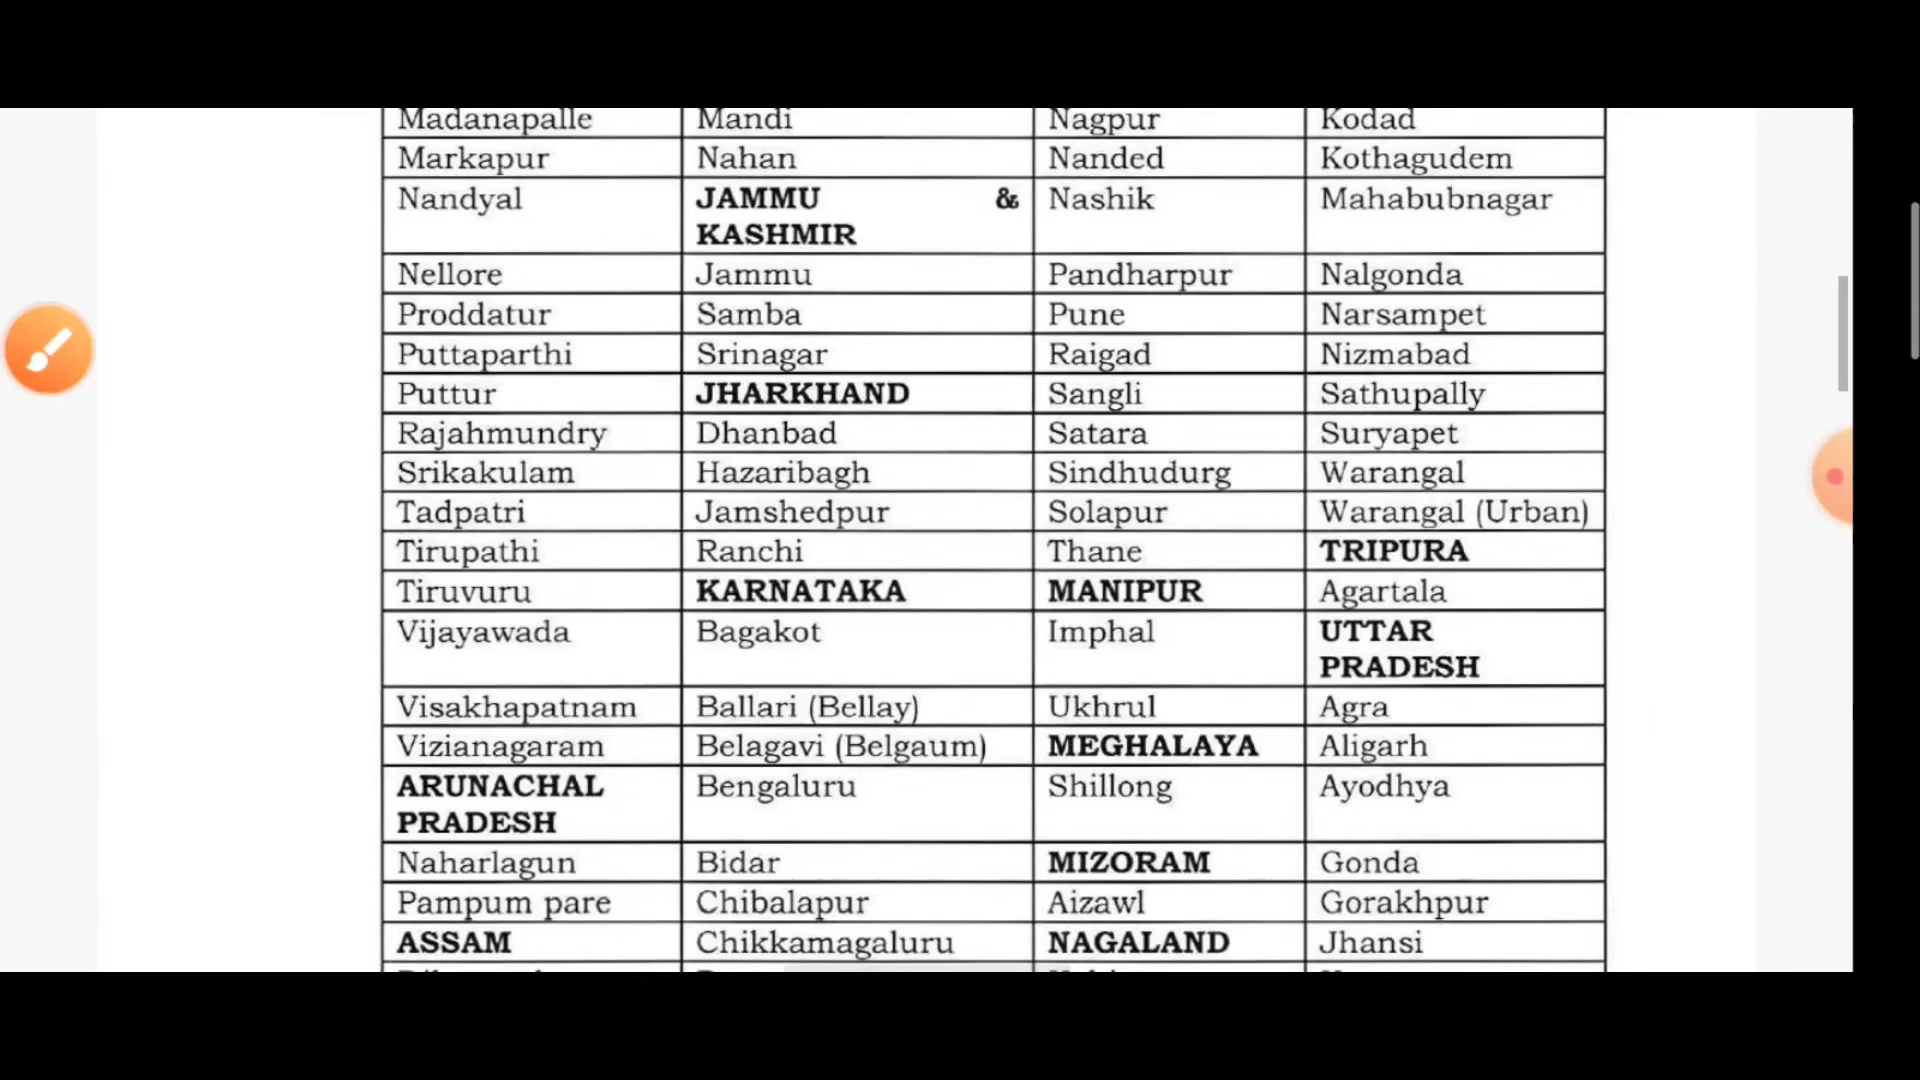 Madanapalle Mandi Nagpur Kodad
Markapur Nahan Nanded Kothagudem
Nandyal JAMMU & Nashik Mahabubnagar
KASHMIR
Nellore Jammu Pandharpur Nalgonda
Proddatur Samba Pune Narsampet
Puttaparthi Srinagar Raigad Nizmabad
Puttur JHARKHAND Sangli Sathupally
Rajahmundry Dhanbad Satara Suryapet
Srikakulam Hazaribagh Sindhudurg Warangal
Tadpatri Jamshedpur Solapur Warangal (Urban)
Tirupathi Ranchi Thane TRIPURA
Tiruvuru KARNATAKA MANIPUR Agartala
Vijayawada Bagakot Imphal UTTAR
PRADESH
Visakhapatnam Ballari (Bellay) Ukhrul Agra
Vizianagaram Belagavi (Belgaum) MEGHALAYA Aligarh
ARUNACHAL Bengaluru Shillong Ayodhya
PRADESH
Naharlagun Bidar MIZORAM Gonda
Pampum pare Chibalapur Aizawl Gorakhpur
ASSAM Chikkamagaluru NAGALAND Jhansi